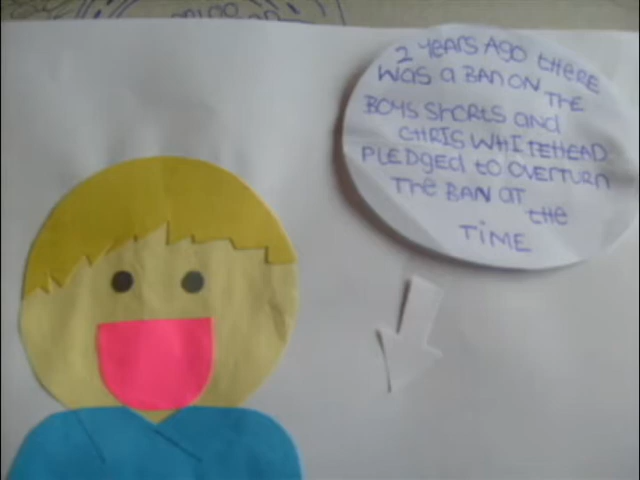 2 YEARS AGO tHERE
WAS a BAN ON THE
BOYS SHORtS AND
CHRIS WHITEHEAD
PLEDGED to OVERTURN
THE BAN AT the
TiME